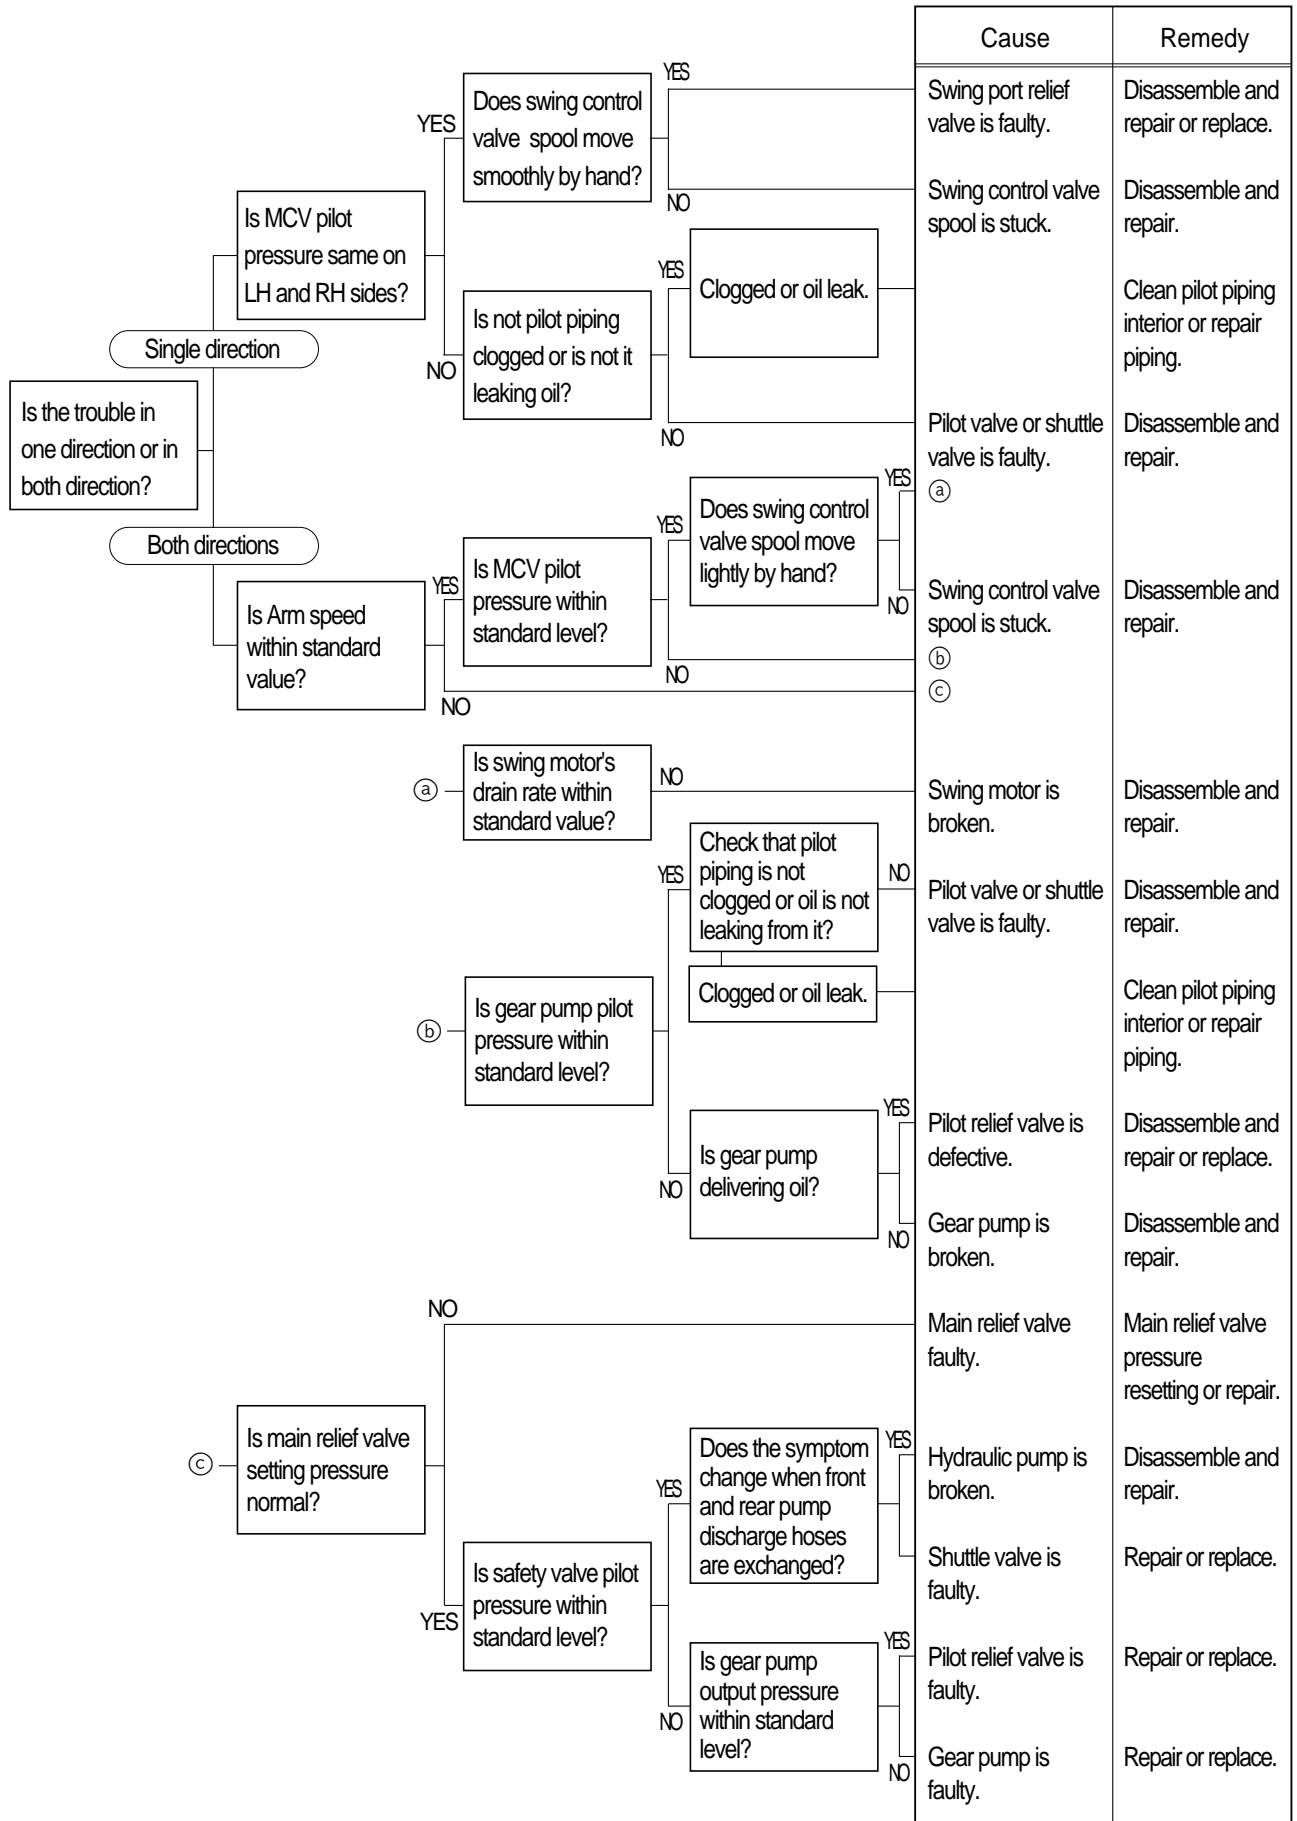 Cause
Remedy
YES
Does swing control
valve spool move
smoothly by hand?
YES
Swing port relief
valve is faulty.
Disassemble and
repair or replace.
NO
Swing control valve
spool is stuck.
Disassemble and
repair.
Is MCV pilot
pressure same on
LH and RH sides?
YES
Clogged or oil leak.
Clean pilot piping
interior or repair
piping.
Is not pilot piping
clogged or is not it
leaking oil?
NO
Single direction
Is the trouble in
one direction or in
both direction?
NO
Pilot valve or shuttle
valve is faulty.
Disassemble and
repair.
Both directions
YES
Does swing control
valve spool move
lightly by hand?
YES
ⓐ
Is MCV pilot
pressure within
standard level?
YES
NO
Swing control valve
spool is stuck.
Disassemble and
repair.
Is Arm speed
within standard
value?
NO
ⓑ
NO
ⓒ
ⓐ
Is swing motor's
drain rate within
standard value?
NO
Swing motor is
broken.
Disassemble and
repair.
YES
Check that pilot
piping is not
clogged or oil is not
leaking from it?
NO
Pilot valve or shuttle
valve is faulty.
Disassemble and
repair.
Clogged or oil leak.
Clean pilot piping
interior or repair
piping.
ⓑ
Is gear pump pilot
pressure within
standard level?
YES
Pilot relief valve is
defective.
Disassemble and
repair or replace.
NO
Is gear pump
delivering oil?
NO
Gear pump is
broken.
Disassemble and
repair.
NO
Main relief valve
faulty.
Main relief valve
pressure
resetting or repair.
ⓒ
Is main relief valve
setting pressure
normal?
YES
Does the symptom
change when front
and rear pump
discharge hoses
are exchanged?
YES
Hydraulic pump is
broken.
Disassemble and
repair.
Shuttle valve is
faulty.
Repair or replace.
YES
Is safety valve pilot
pressure within
standard level?
NO
Is gear pump
output pressure
within standard
level?
YES
Pilot relief valve is
faulty.
Repair or replace.
NO
Gear pump is
faulty.
Repair or replace.